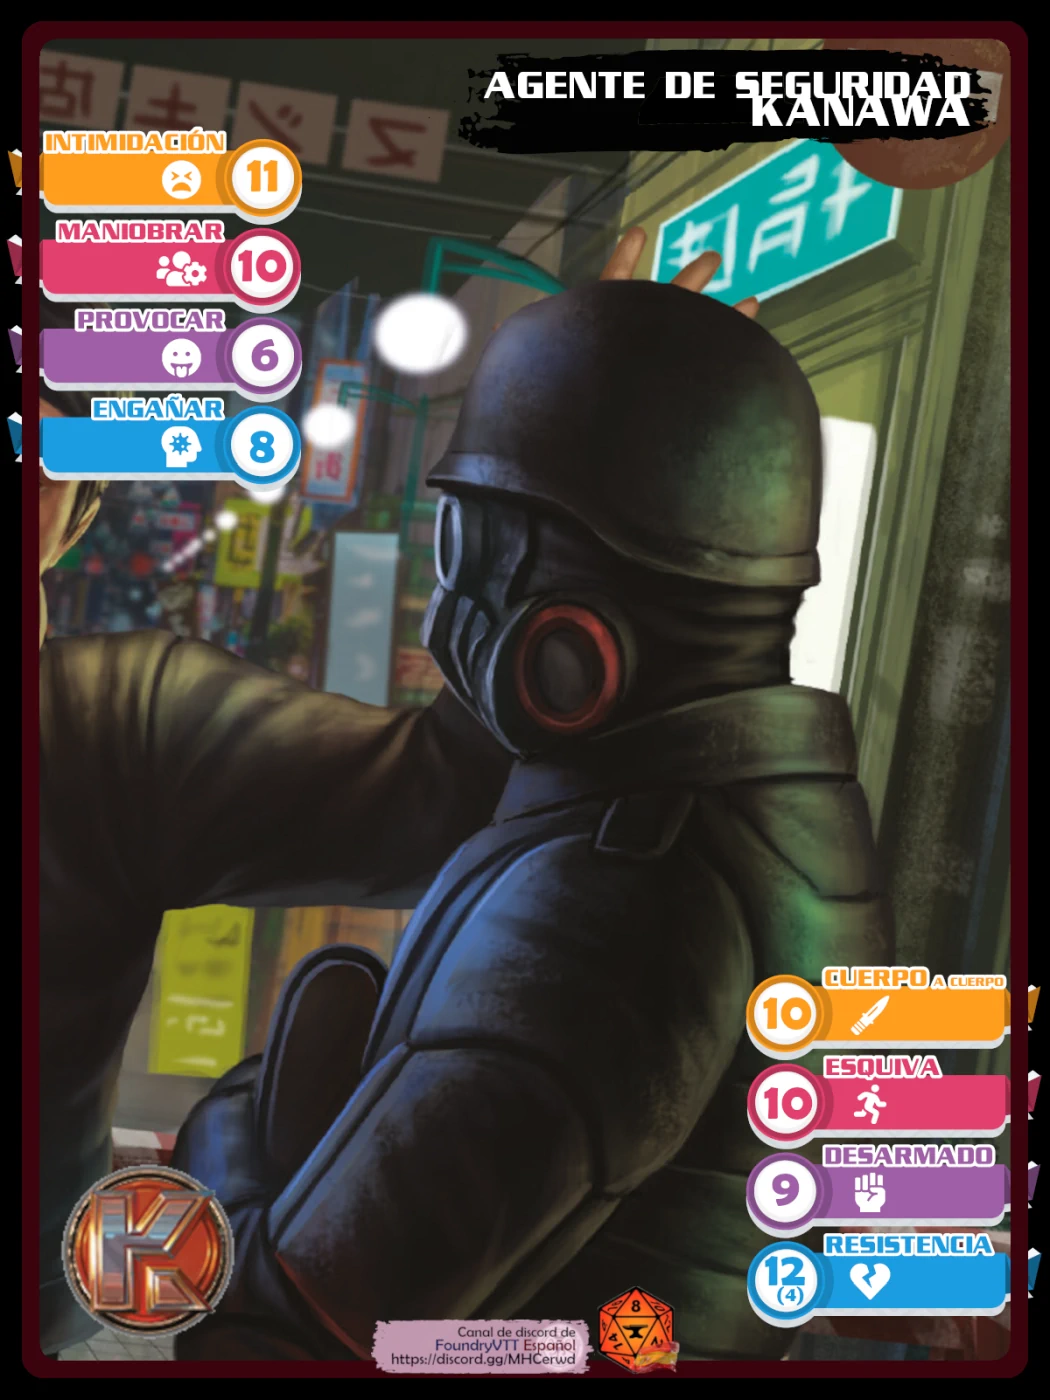 AGENTE DE SEGURIDAD
KANAWA
INTIMIDACIÓN
11
MANIOBRAR
10
PROVOCAR
6
ENGAÑAR
8
CUERPO A CUERPO
10
ESQUIVA
10
DESARMADO
9
RESISTENCIA
12
(4)
K
8
Canal de discord de
FoundryVTT Español
https://discord.gg/MHCerwd